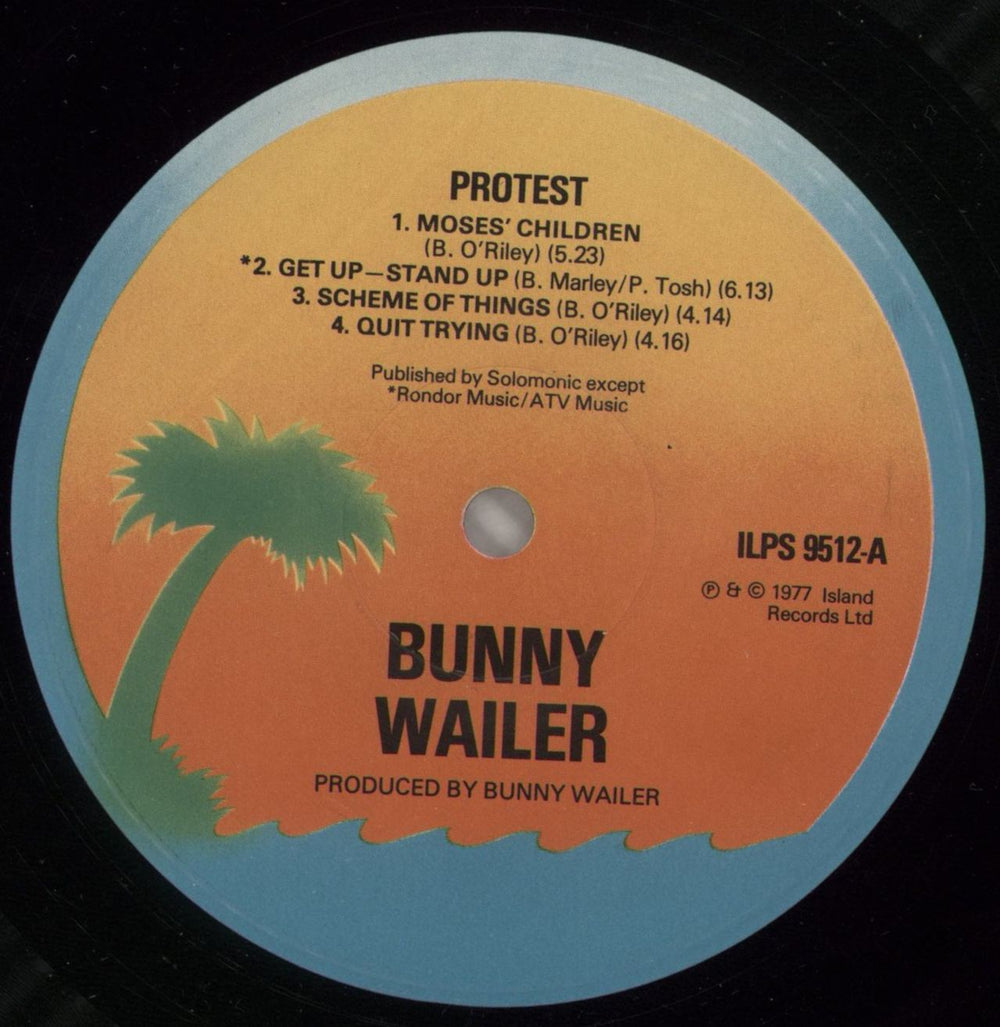 PROTEST
1. MOSES' CHILDREN
(B. O'Riley) (5.23)
*2. GET UP—STAND UP (B. Marley/P. Tosh) (6.13)
3. SCHEME OF THINGS (B. O'Riley) (4.14)
4. QUIT TRYING (B. O'Riley) (4.16)
Published by Solomonic except
*Rondor Music/ATV Music
ILPS 9512-A
℗ & © 1977 Island
Records Ltd
BUNNY
WAILER
PRODUCED BY BUNNY WAILER